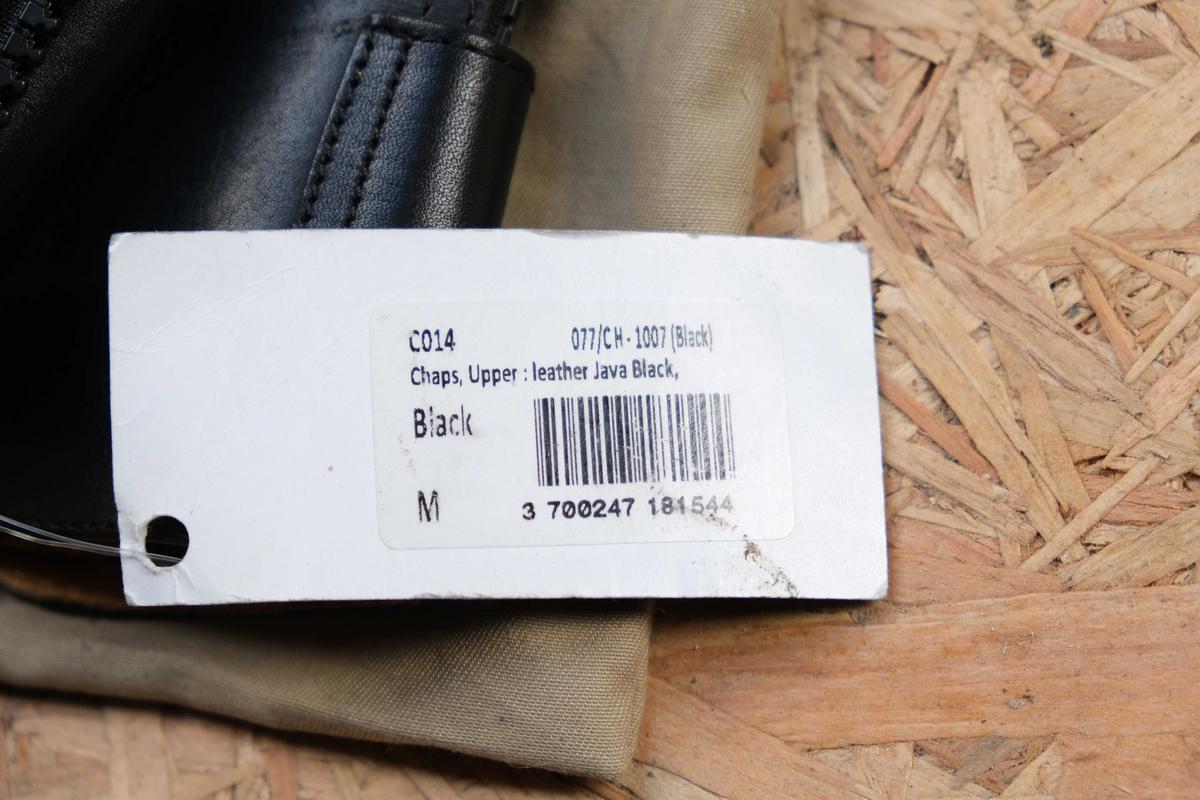 C014 077/CH - 1007 (Black)
Chaps, Upper : leather Java Black,
Black
M
3 700247 181544